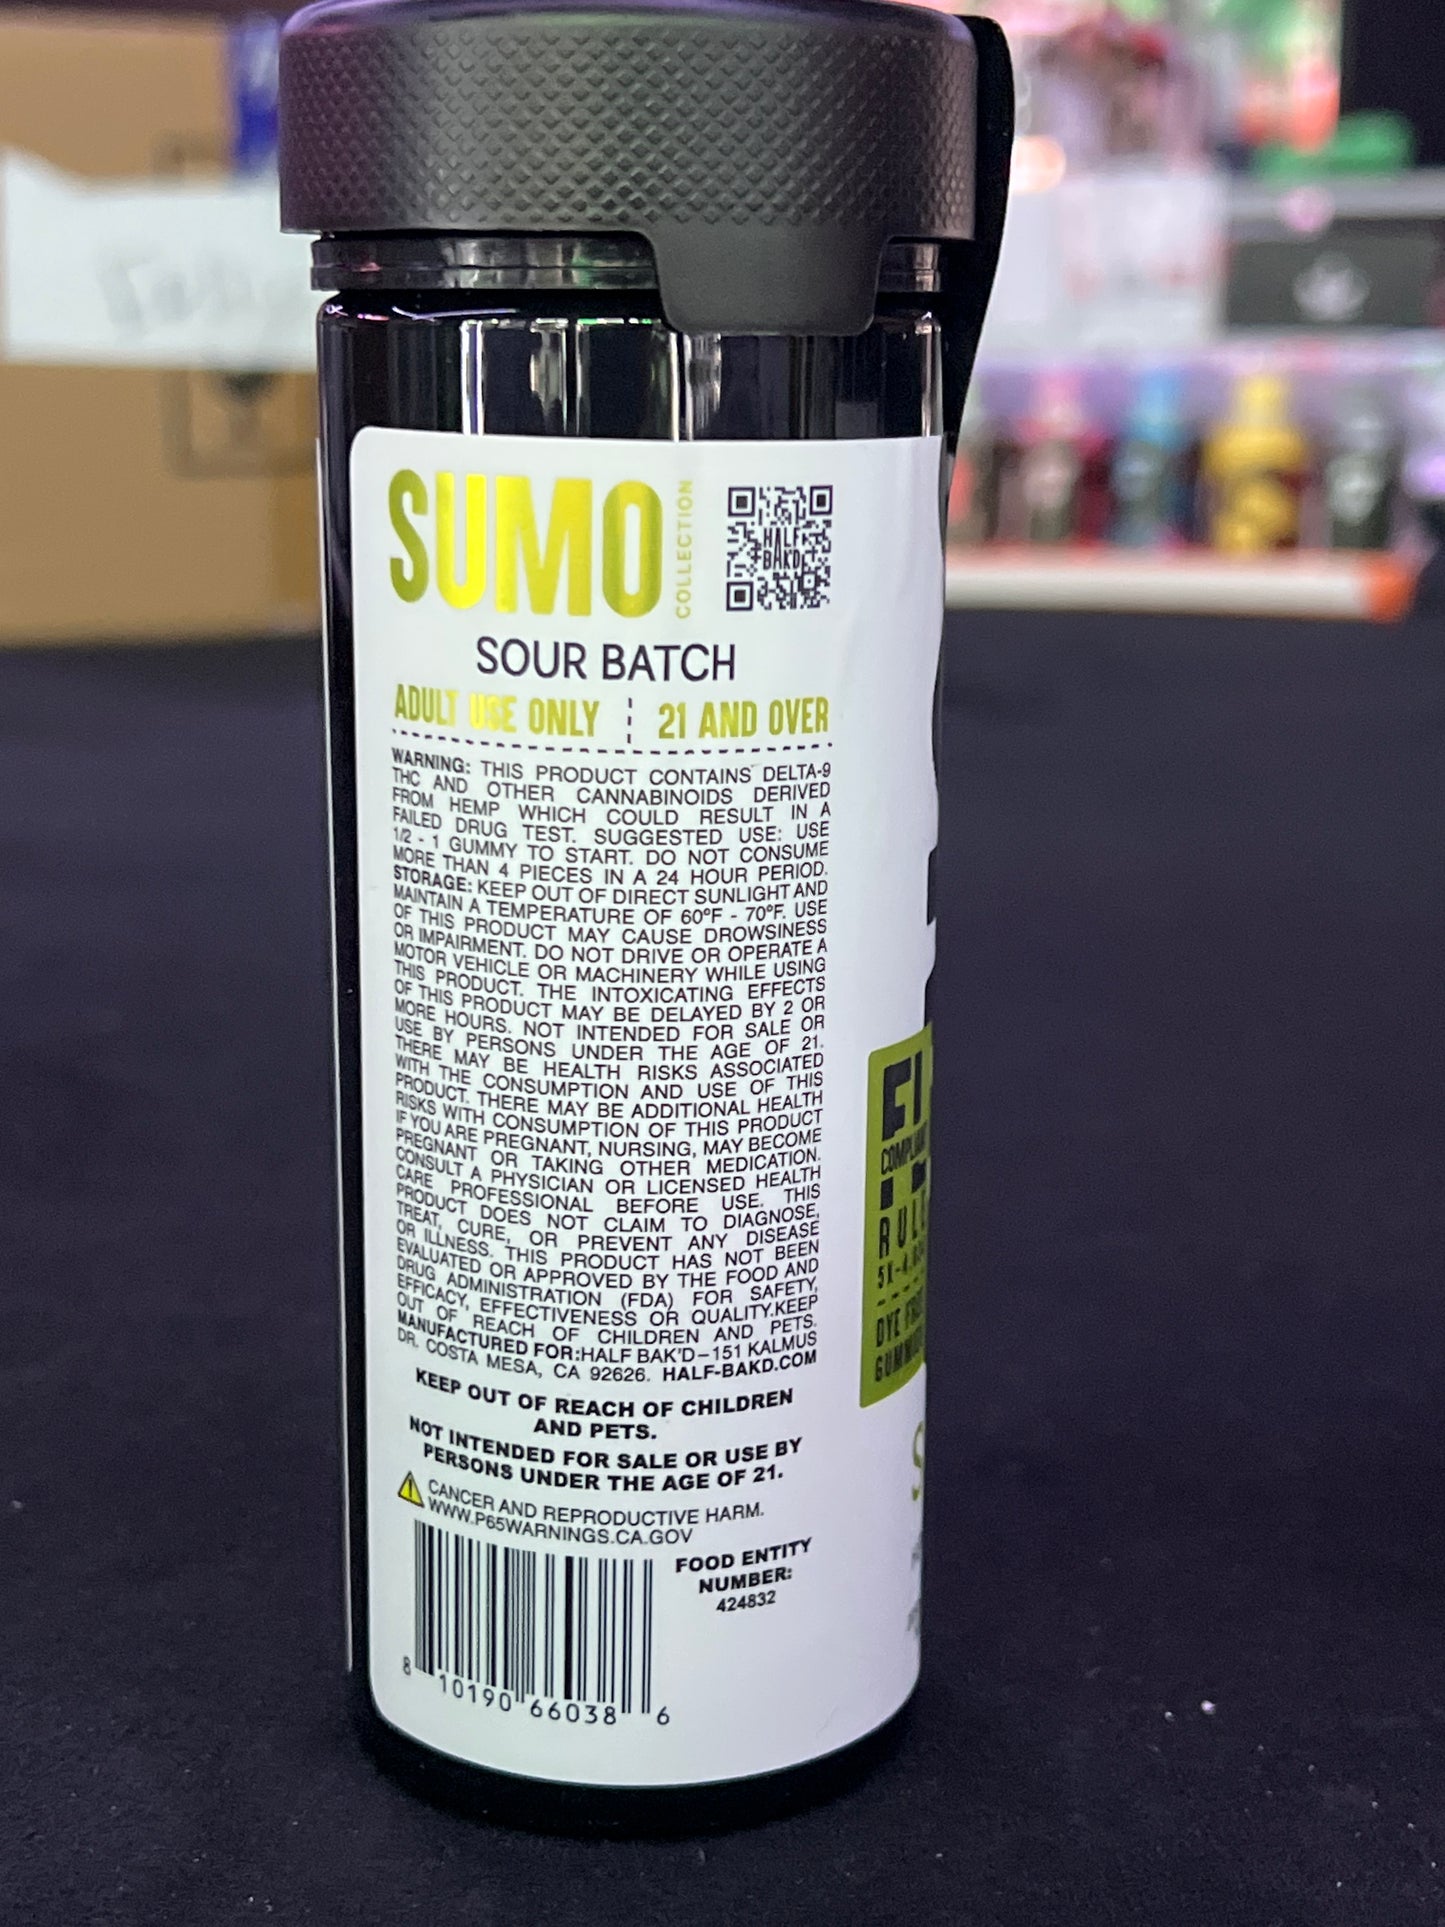 SUMO
COLLECTION
HALF
BAK'D
SOUR BATCH
ADULT USE ONLY 21 AND OVER
WARNING: THIS PRODUCT CONTAINS DELTA-9
THC AND OTHER CANNABINOIDS DERIVED
FROM HEMP WHICH COULD RESULT IN A
FAILED DRUG TEST. SUGGESTED USE: USE
1/2 - 1 GUMMY TO START. DO NOT CONSUME
MORE THAN 4 PIECES IN A 24 HOUR PERIOD.
STORAGE: KEEP OUT OF DIRECT SUNLIGHT AND
MAINTAIN A TEMPERATURE OF 60°F - 70°F. USE
OF THIS PRODUCT MAY CAUSE DROWSINESS
OR IMPAIRMENT. DO NOT DRIVE OR OPERATE A
MOTOR VEHICLE OR MACHINERY WHILE USING
THIS PRODUCT. THE INTOXICATING EFFECTS
OF THIS PRODUCT MAY BE DELAYED BY 2 OR
MORE HOURS. NOT INTENDED FOR SALE OR
USE BY PERSONS UNDER THE AGE OF 21.
THERE MAY BE HEALTH RISKS ASSOCIATED
WITH THE CONSUMPTION AND USE OF THIS
PRODUCT. THERE MAY BE ADDITIONAL HEALTH
RISKS WITH CONSUMPTION OF THIS PRODUCT
IF YOU ARE PREGNANT, NURSING, MAY BECOME
PREGNANT OR TAKING OTHER MEDICATION.
CONSULT A PHYSICIAN OR LICENSED HEALTH
CARE PROFESSIONAL BEFORE USE. THIS
PRODUCT DOES NOT CLAIM TO DIAGNOSE,
TREAT, CURE, OR PREVENT ANY DISEASE
OR ILLNESS. THIS PRODUCT HAS NOT BEEN
EVALUATED OR APPROVED BY THE FOOD AND
DRUG ADMINISTRATION (FDA) FOR SAFETY,
EFFICACY, EFFECTIVENESS OR QUALITY.KEEP
OUT OF REACH OF CHILDREN AND PETS.
MANUFACTURED FOR:HALF BAK'D–151 KALMUS
DR. COSTA MESA, CA 92626. HALF-BAKD.COM
KEEP OUT OF REACH OF CHILDREN
AND PETS.
NOT INTENDED FOR SALE OR USE BY
PERSONS UNDER THE AGE OF 21.
CANCER AND REPRODUCTIVE HARM.
WWW.P65WARNINGS.CA.GOV
FOOD ENTITY
NUMBER:
424832
8 10190 66038 6
DYE